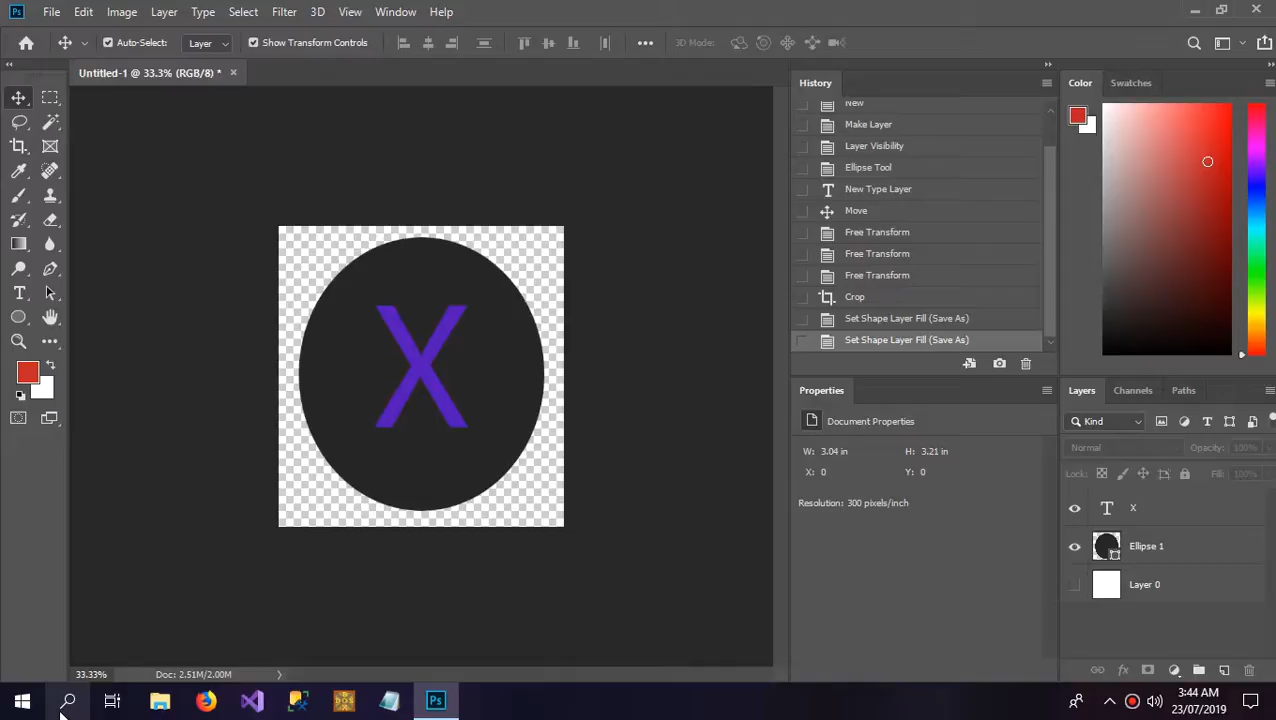 Ps File Edit Image Layer Type Select Filter 3D View Window Help
Auto-Select: Layer Show Transform Controls 3D Mode:
Untitled-1 @ 33.3% (RGB/8) *
History
New
Make Layer
Layer Visibility
Ellipse Tool
New Type Layer
Move
Free Transform
Free Transform
Free Transform
Crop
Set Shape Layer Fill (Save As)
Set Shape Layer Fill (Save As)
Color Swatches
X
Properties
Document Properties
W: 3.04 in H: 3.21 in
X: 0 Y: 0
Resolution: 300 pixels/inch
Layers Channels Paths
Kind
Normal Opacity: 100%
Lock: Fill: 100%
X
Ellipse 1
Layer 0
33.33% Doc: 2.51M/2.00M
DOS
Ps
3:44 AM
23/07/2019